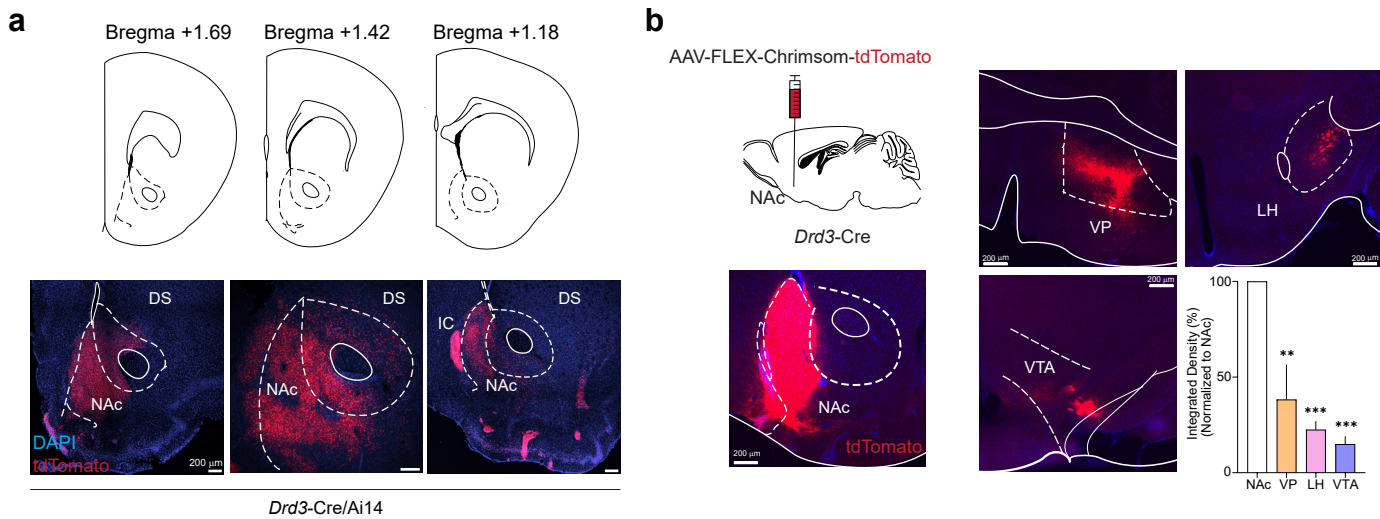 a
Bregma +1.69
Bregma +1.42
Bregma +1.18
DS
NAc
DAPI
tdTomato
200 µm
DS
NAc
DS
IC
NAc
Drd3-Cre/Ai14
b
AAV-FLEX-Chrimsom-tdTomato
NAc
Drd3-Cre
NAc
tdTomato
200 µm
VP
200 µm
LH
200 µm
200 µm
VTA
Integrated Density (%)
(Normalized to NAc)
100
50
0
**
***
***
NAc
VP
LH
VTA